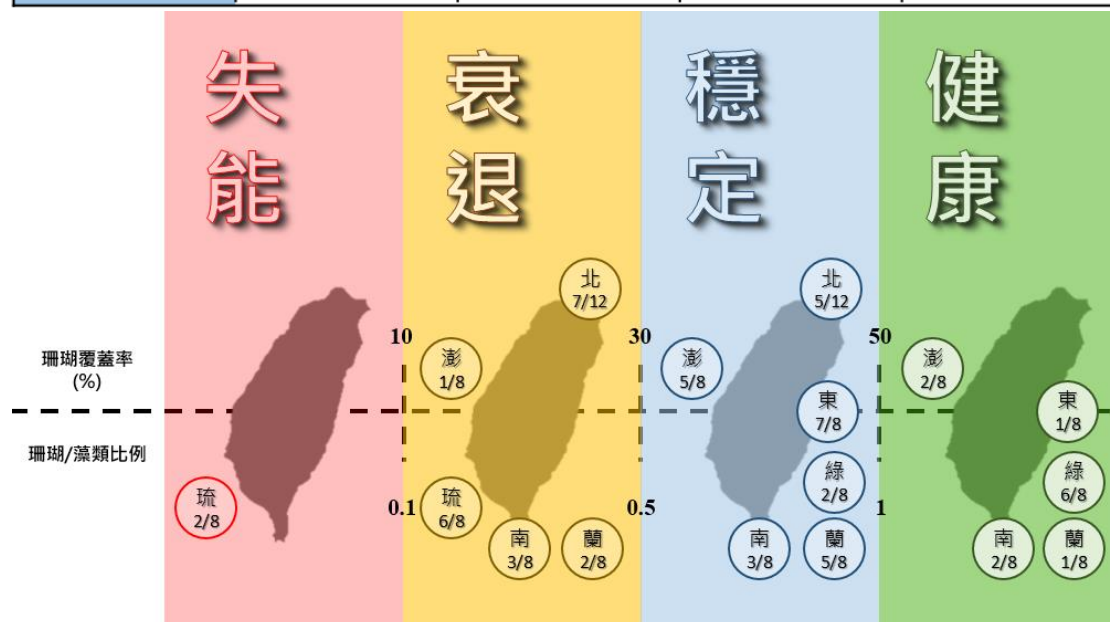 失能
衰退
穩定
健康
北
7/12
北
5/12
10
30
50
珊瑚覆蓋率
(%)
澎
1/8
澎
5/8
澎
2/8
東
7/8
東
1/8
珊瑚/藻類比例
綠
2/8
綠
6/8
琉
2/8
0.1
琉
6/8
0.5
1
南
3/8
蘭
2/8
南
3/8
蘭
5/8
南
2/8
蘭
1/8